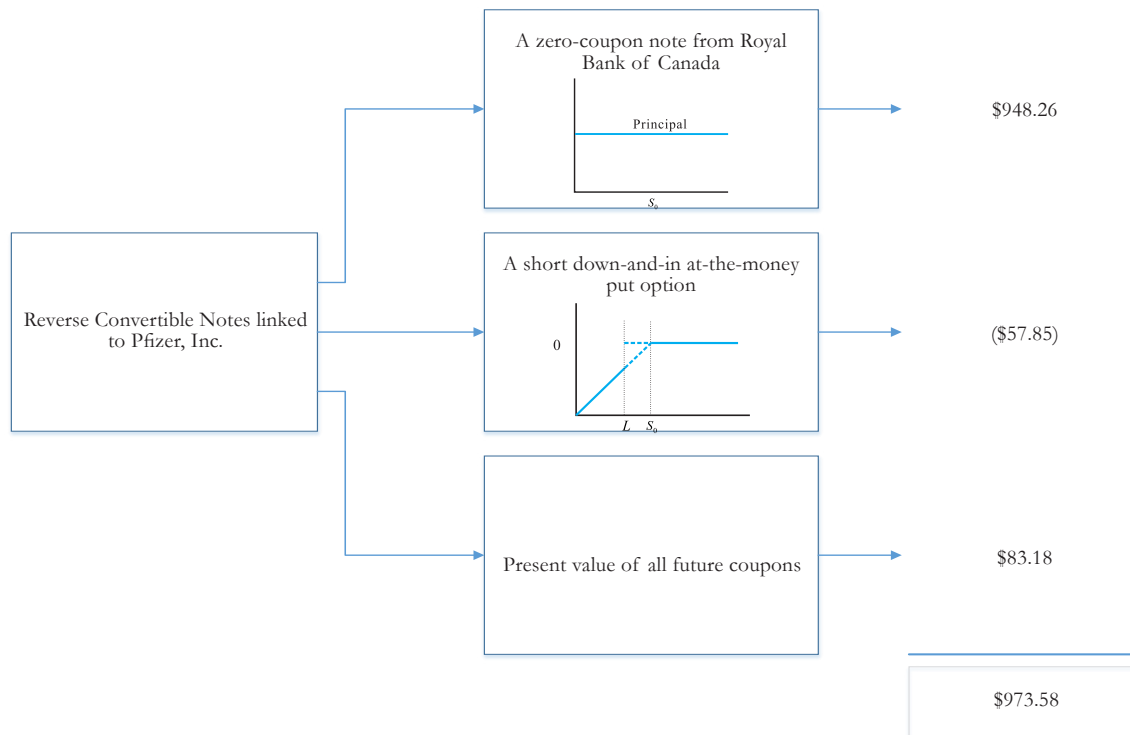 A zero-coupon note from Royal
Bank of Canada
Principal
S₀
$948.26
Reverse Convertible Notes linked
to Pfizer, Inc.
A short down-and-in at-the-money
put option
0
L S₀
($57.85)
Present value of all future coupons
$83.18
$973.58